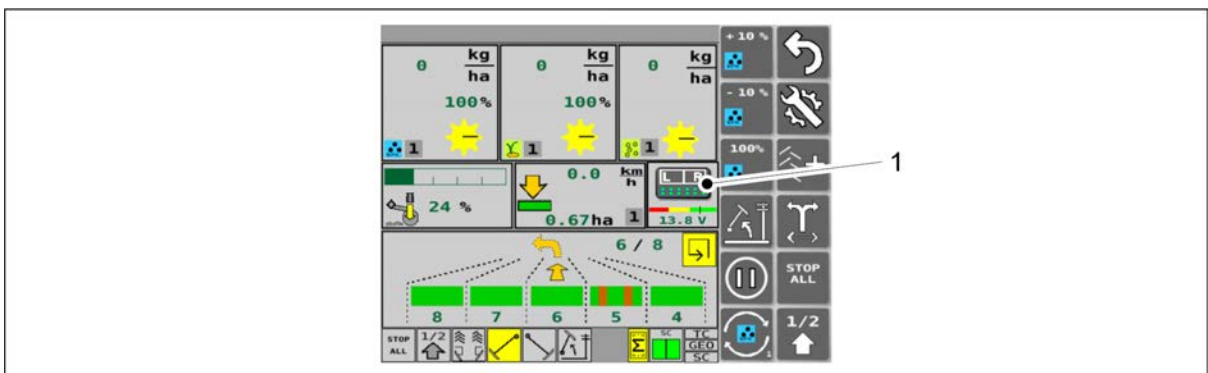 + 10 %
0 kg 0 kg 0 kg
ha ha ha
100% 100%
- 10 %
1 1 1
100%
L R
1
0.0 km
h
24 %
0.67ha 1 13.8 V
6 / 8
STOP
ALL
8 7 6 5 4
1/2
STOP
ALL
1/2
Σ
SC
TC
GEO
SC
1